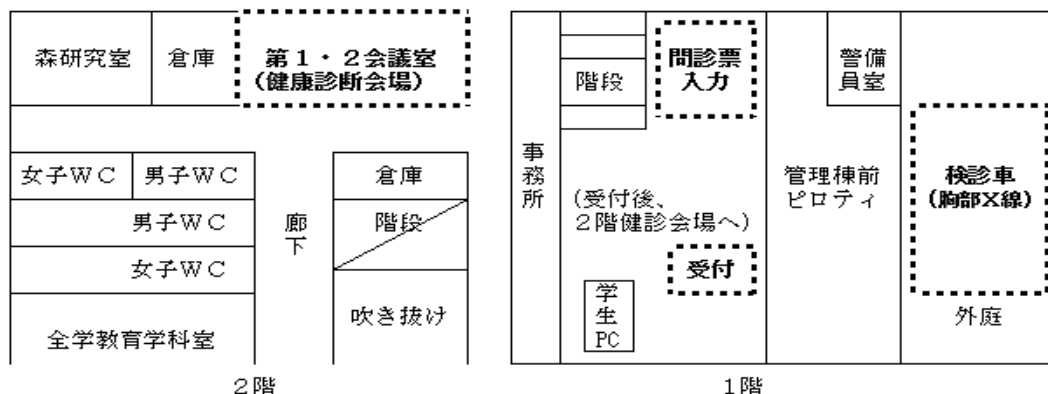 森研究室
倉庫
第１・２会議室
（健康診断会場）
女子ＷＣ
男子ＷＣ
男子ＷＣ
女子ＷＣ
全学教育学科室
廊
下
倉庫
階段
吹き抜け
２階
事
務
所
階段
問診票
入力
（受付後、
２階健診会場へ）
受付
学
生
PC
警備
員室
管理棟前
ピロティ
検診車
（胸部Ｘ線）
外庭
１階